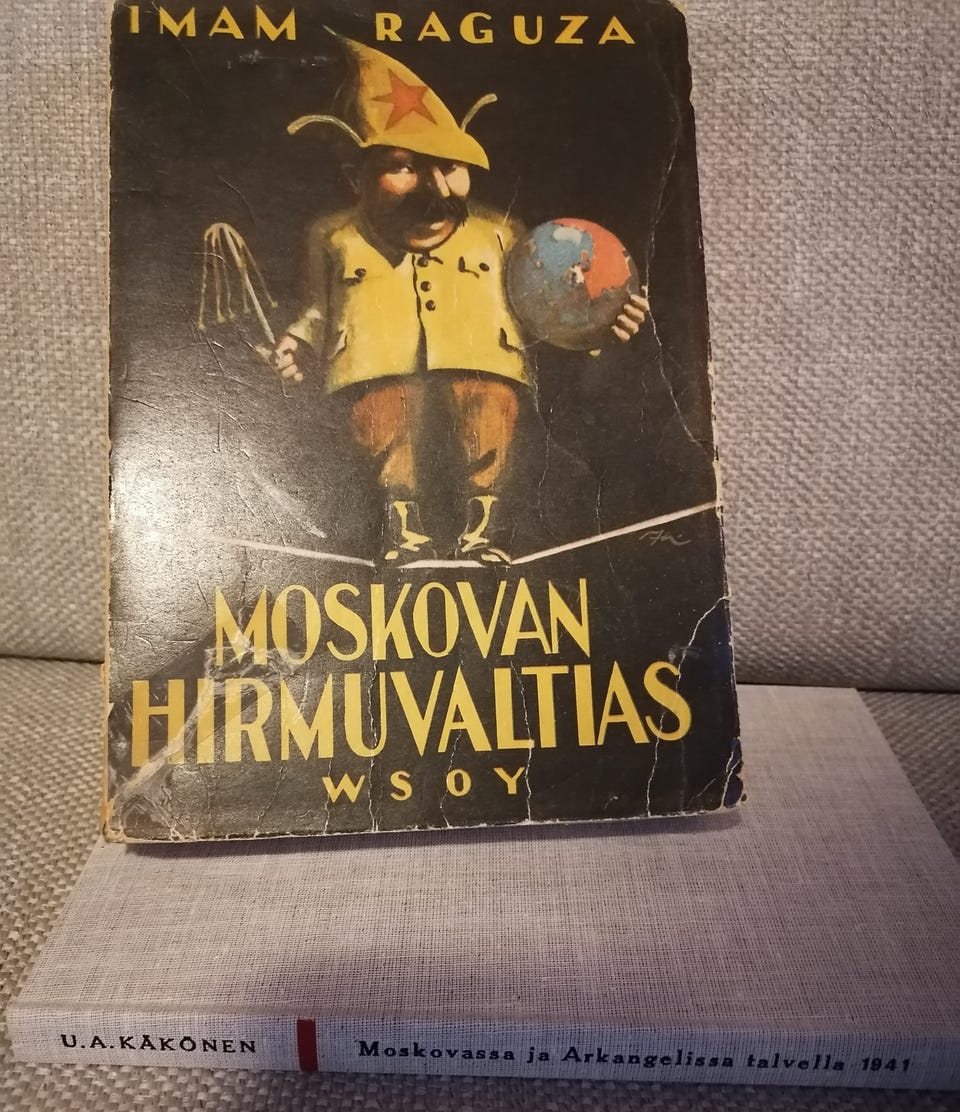 IMAM RAGUZA
MOSKOVAN
HIRMUVALTIAS
WSOY
U.A.KÄKÖNEN Moskovassa ja Arkangelissa talvella 1941